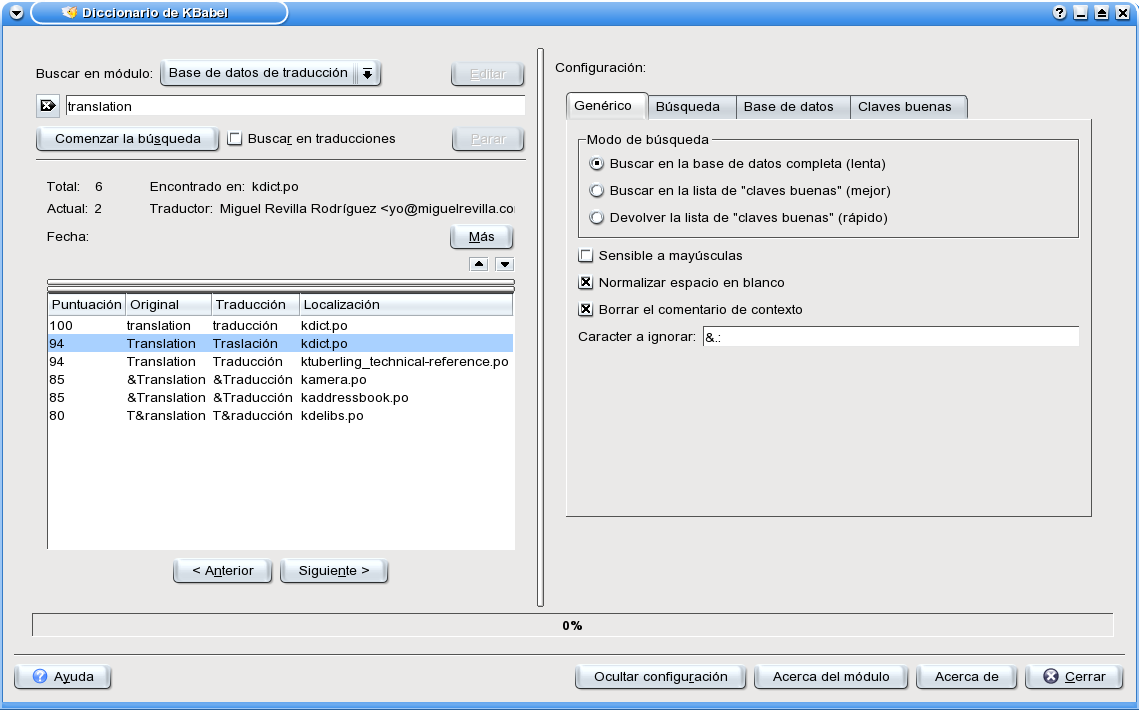 Diccionario de KBabel
Buscar en módulo: Base de datos de traducción Editar
translation
Comenzar la búsqueda Buscar en traducciones Parar
Total: 6 Encontrado en: kdict.po
Actual: 2 Traductor: Miguel Revilla Rodríguez <yo@miguelrevilla.co
Fecha: Más
Puntuación Original Traducción Localización
100 translation traducción kdict.po
94 Translation Traslación kdict.po
94 Translation Traducción ktuberling_technical-reference.po
85 &Translation &Traducción kamera.po
85 &Translation &Traducción kaddressbook.po
80 T&ranslation T&raducción kdelibs.po
< Anterior Siguiente >
Configuración:
Genérico Búsqueda Base de datos Claves buenas
Modo de búsqueda
Buscar en la base de datos completa (lenta)
Buscar en la lista de "claves buenas" (mejor)
Devolver la lista de "claves buenas" (rápido)
Sensible a mayúsculas
Normalizar espacio en blanco
Borrar el comentario de contexto
Caracter a ignorar: &.:
0%
Ayuda Ocultar configuración Acerca del módulo Acerca de Cerrar